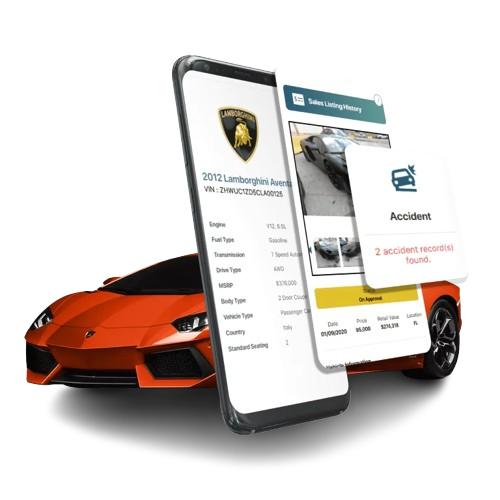 LAMBORGHINI
2012 Lamborghini Aventa
VIN : ZHWUC1ZD5CLA00125
Engine V12, 6.5L
Fuel Type Gasoline
Transmission 7 Speed Autom
Drive Type AWD
MSRP $376,000
Body Type 2 Door Coupe
Vehicle Type Passenger Ca
Country Italy
Standard Seating 2
Sales Listing History
Accident
2 accident record(s)
found.
On Approval
Date Price Retail Value Location
01/09/2020 95,000 $274,318 FL
Vehicle Information